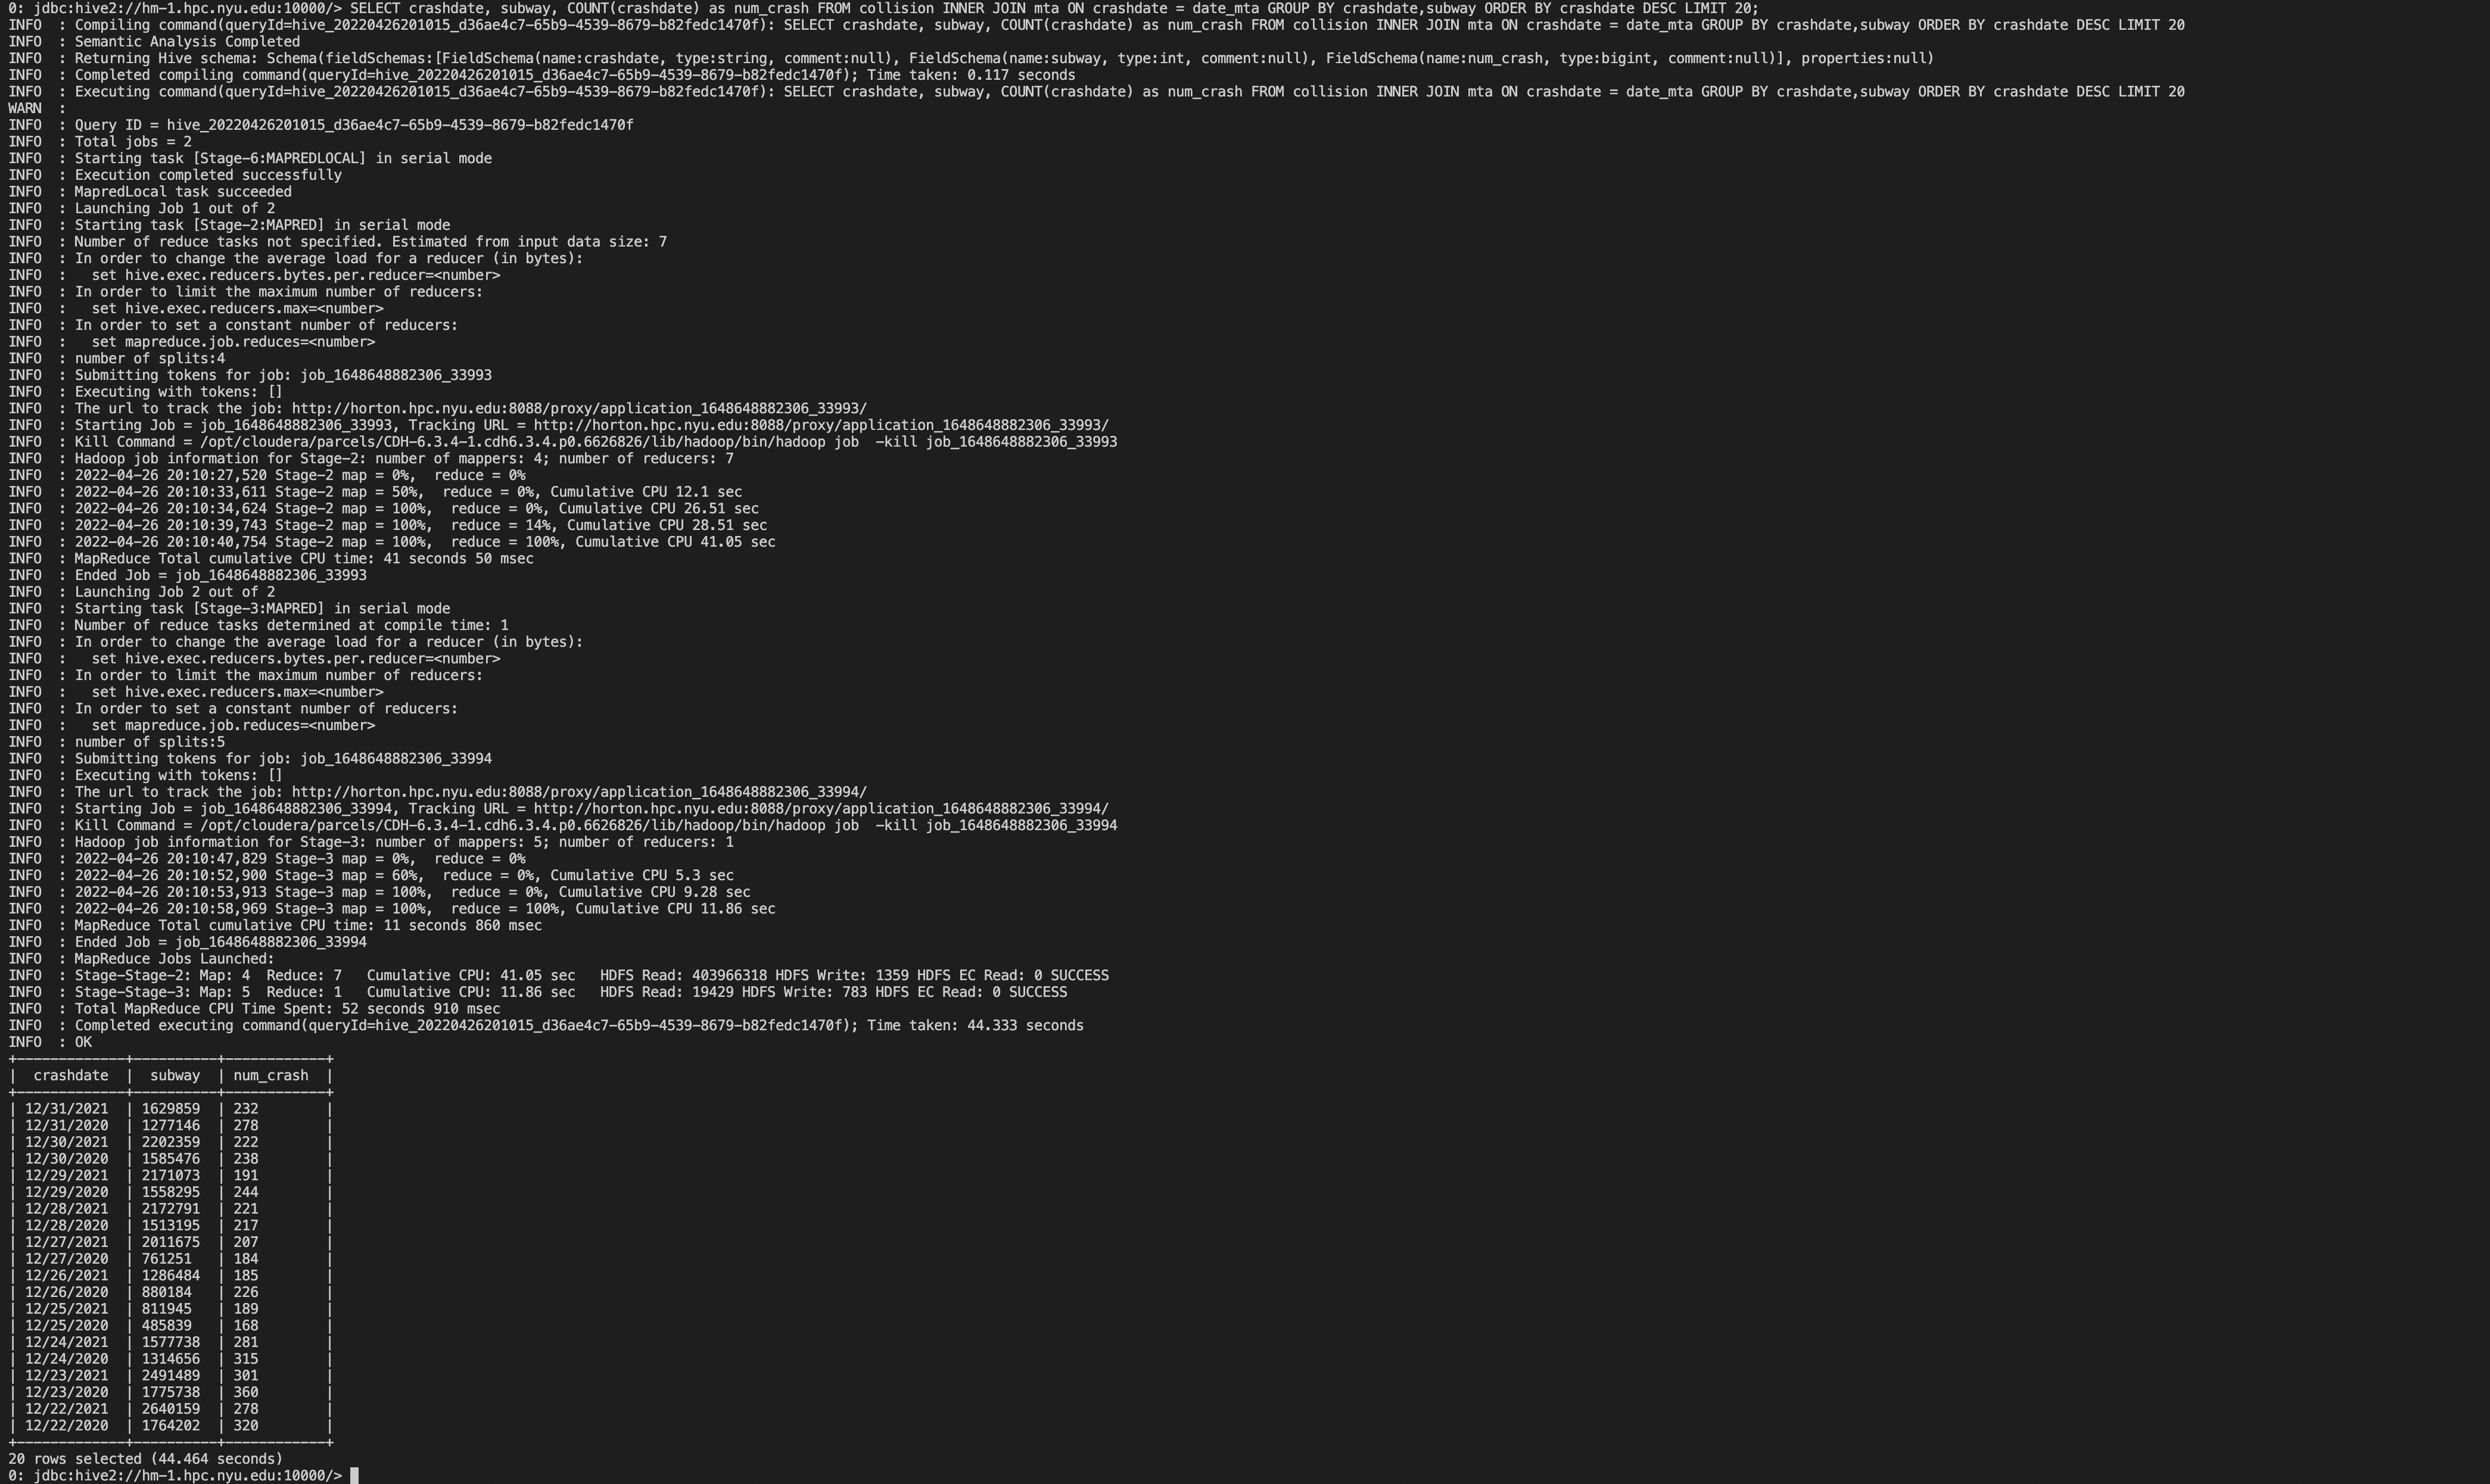 0: jdbc:hive2://hm-1.hpc.nyu.edu:10000/> SELECT crashdate, subway, COUNT(crashdate) as num_crash FROM collision INNER JOIN mta ON crashdate = date_mta GROUP BY crashdate,subway ORDER BY crashdate DESC LIMIT 20;
INFO  : Compiling command(queryId=hive_20220426201015_d36ae4c7-65b9-4539-8679-b82fedc1470f): SELECT crashdate, subway, COUNT(crashdate) as num_crash FROM collision INNER JOIN mta ON crashdate = date_mta GROUP BY crashdate,subway ORDER BY crashdate DESC LIMIT 20
INFO  : Semantic Analysis Completed
INFO  : Returning Hive schema: Schema(fieldSchemas:[FieldSchema(name:crashdate, type:string, comment:null), FieldSchema(name:subway, type:int, comment:null), FieldSchema(name:num_crash, type:bigint, comment:null)], properties:null)
INFO  : Completed compiling command(queryId=hive_20220426201015_d36ae4c7-65b9-4539-8679-b82fedc1470f); Time taken: 0.117 seconds
INFO  : Executing command(queryId=hive_20220426201015_d36ae4c7-65b9-4539-8679-b82fedc1470f): SELECT crashdate, subway, COUNT(crashdate) as num_crash FROM collision INNER JOIN mta ON crashdate = date_mta GROUP BY crashdate,subway ORDER BY crashdate DESC LIMIT 20
WARN  :
INFO  : Query ID = hive_20220426201015_d36ae4c7-65b9-4539-8679-b82fedc1470f
INFO  : Total jobs = 2
INFO  : Starting task [Stage-6:MAPREDLOCAL] in serial mode
INFO  : Execution completed successfully
INFO  : MapredLocal task succeeded
INFO  : Launching Job 1 out of 2
INFO  : Starting task [Stage-2:MAPRED] in serial mode
INFO  : Number of reduce tasks not specified. Estimated from input data size: 7
INFO  : In order to change the average load for a reducer (in bytes):
INFO  :   set hive.exec.reducers.bytes.per.reducer=<number>
INFO  : In order to limit the maximum number of reducers:
INFO  :   set hive.exec.reducers.max=<number>
INFO  : In order to set a constant number of reducers:
INFO  :   set mapreduce.job.reduces=<number>
INFO  : number of splits:4
INFO  : Submitting tokens for job: job_1648648882306_33993
INFO  : Executing with tokens: []
INFO  : The url to track the job: http://horton.hpc.nyu.edu:8088/proxy/application_1648648882306_33993/
INFO  : Starting Job = job_1648648882306_33993, Tracking URL = http://horton.hpc.nyu.edu:8088/proxy/application_1648648882306_33993/
INFO  : Kill Command = /opt/cloudera/parcels/CDH-6.3.4-1.cdh6.3.4.p0.6626826/lib/hadoop/bin/hadoop job  -kill job_1648648882306_33993
INFO  : Hadoop job information for Stage-2: number of mappers: 4; number of reducers: 7
INFO  : 2022-04-26 20:10:27,520 Stage-2 map = 0%,  reduce = 0%
INFO  : 2022-04-26 20:10:33,611 Stage-2 map = 50%,  reduce = 0%, Cumulative CPU 12.1 sec
INFO  : 2022-04-26 20:10:34,624 Stage-2 map = 100%,  reduce = 0%, Cumulative CPU 26.51 sec
INFO  : 2022-04-26 20:10:39,743 Stage-2 map = 100%,  reduce = 14%, Cumulative CPU 28.51 sec
INFO  : 2022-04-26 20:10:40,754 Stage-2 map = 100%,  reduce = 100%, Cumulative CPU 41.05 sec
INFO  : MapReduce Total cumulative CPU time: 41 seconds 50 msec
INFO  : Ended Job = job_1648648882306_33993
INFO  : Launching Job 2 out of 2
INFO  : Starting task [Stage-3:MAPRED] in serial mode
INFO  : Number of reduce tasks determined at compile time: 1
INFO  : In order to change the average load for a reducer (in bytes):
INFO  :   set hive.exec.reducers.bytes.per.reducer=<number>
INFO  : In order to limit the maximum number of reducers:
INFO  :   set hive.exec.reducers.max=<number>
INFO  : In order to set a constant number of reducers:
INFO  :   set mapreduce.job.reduces=<number>
INFO  : number of splits:5
INFO  : Submitting tokens for job: job_1648648882306_33994
INFO  : Executing with tokens: []
INFO  : The url to track the job: http://horton.hpc.nyu.edu:8088/proxy/application_1648648882306_33994/
INFO  : Starting Job = job_1648648882306_33994, Tracking URL = http://horton.hpc.nyu.edu:8088/proxy/application_1648648882306_33994/
INFO  : Kill Command = /opt/cloudera/parcels/CDH-6.3.4-1.cdh6.3.4.p0.6626826/lib/hadoop/bin/hadoop job  -kill job_1648648882306_33994
INFO  : Hadoop job information for Stage-3: number of mappers: 5; number of reducers: 1
INFO  : 2022-04-26 20:10:47,829 Stage-3 map = 0%,  reduce = 0%
INFO  : 2022-04-26 20:10:52,900 Stage-3 map = 60%,  reduce = 0%, Cumulative CPU 5.3 sec
INFO  : 2022-04-26 20:10:53,913 Stage-3 map = 100%,  reduce = 0%, Cumulative CPU 9.28 sec
INFO  : 2022-04-26 20:10:58,969 Stage-3 map = 100%,  reduce = 100%, Cumulative CPU 11.86 sec
INFO  : MapReduce Total cumulative CPU time: 11 seconds 860 msec
INFO  : Ended Job = job_1648648882306_33994
INFO  : MapReduce Jobs Launched:
INFO  : Stage-Stage-2: Map: 4  Reduce: 7   Cumulative CPU: 41.05 sec   HDFS Read: 403966318 HDFS Write: 1359 HDFS EC Read: 0 SUCCESS
INFO  : Stage-Stage-3: Map: 5  Reduce: 1   Cumulative CPU: 11.86 sec   HDFS Read: 19429 HDFS Write: 783 HDFS EC Read: 0 SUCCESS
INFO  : Total MapReduce CPU Time Spent: 52 seconds 910 msec
INFO  : Completed executing command(queryId=hive_20220426201015_d36ae4c7-65b9-4539-8679-b82fedc1470f); Time taken: 44.333 seconds
INFO  : OK
+-------------+----------+------------+
|  crashdate  |  subway  | num_crash  |
+-------------+----------+------------+
| 12/31/2021  | 1629859  | 232        |
| 12/31/2020  | 1277146  | 278        |
| 12/30/2021  | 2202359  | 222        |
| 12/30/2020  | 1585476  | 238        |
| 12/29/2021  | 2171073  | 191        |
| 12/29/2020  | 1558295  | 244        |
| 12/28/2021  | 2172791  | 221        |
| 12/28/2020  | 1513195  | 217        |
| 12/27/2021  | 2011675  | 207        |
| 12/27/2020  | 761251   | 184        |
| 12/26/2021  | 1286484  | 185        |
| 12/26/2020  | 880184   | 226        |
| 12/25/2021  | 811945   | 189        |
| 12/25/2020  | 485839   | 168        |
| 12/24/2021  | 1577738  | 281        |
| 12/24/2020  | 1314656  | 315        |
| 12/23/2021  | 2491489  | 301        |
| 12/23/2020  | 1775738  | 360        |
| 12/22/2021  | 2640159  | 278        |
| 12/22/2020  | 1764202  | 320        |
+-------------+----------+------------+
20 rows selected (44.464 seconds)
0: jdbc:hive2://hm-1.hpc.nyu.edu:10000/>